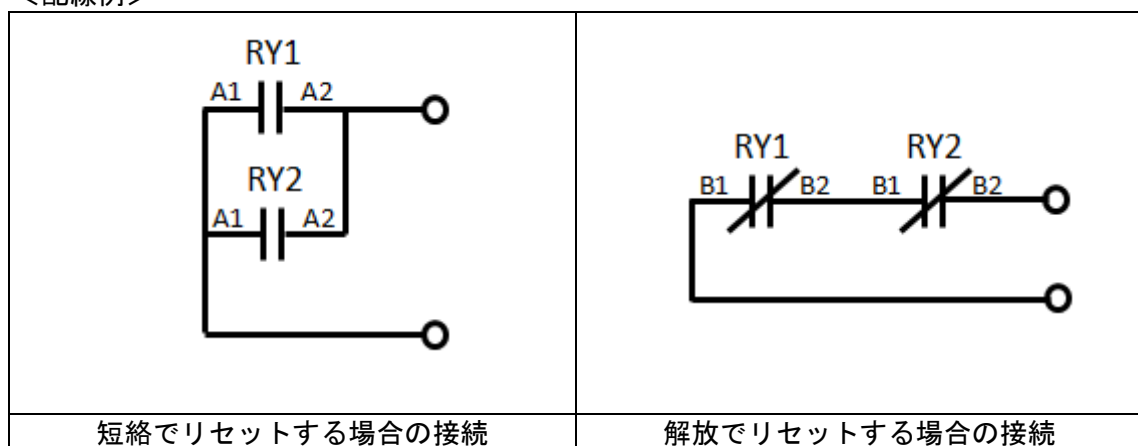 <配線例>
RY1
A1 A2
RY2
A1 A2
短絡でリセットする場合の接続
RY1 RY2
B1 B2 B1 B2
解放でリセットする場合の接続